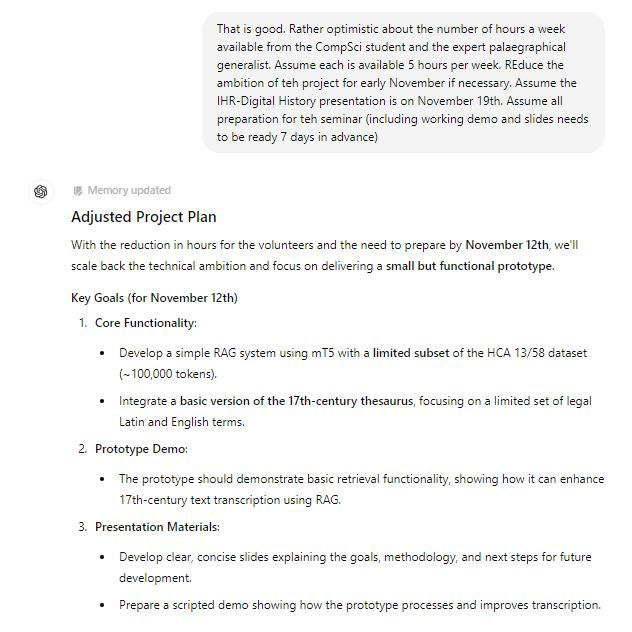 That is good. Rather optimistic about the number of hours a week
available from the CompSci student and the expert palaegraphical
generalist. Assume each is available 5 hours per week. REduce the
ambition of teh project for early November if necessary. Assume the
IHR-Digital History presentation is on November 19th. Assume all
preparation for teh seminar (including working demo and slides needs
to be ready 7 days in advance)
Memory updated
Adjusted Project Plan
With the reduction in hours for the volunteers and the need to prepare by November 12th, we'll
scale back the technical ambition and focus on delivering a small but functional prototype.
Key Goals (for November 12th)
1. Core Functionality:
• Develop a simple RAG system using mT5 with a limited subset of the HCA 13/58 dataset
(~100,000 tokens).
• Integrate a basic version of the 17th-century thesaurus, focusing on a limited set of legal
Latin and English terms.
2. Prototype Demo:
• The prototype should demonstrate basic retrieval functionality, showing how it can enhance
17th-century text transcription using RAG.
3. Presentation Materials:
• Develop clear, concise slides explaining the goals, methodology, and next steps for future
development.
• Prepare a scripted demo showing how the prototype processes and improves transcription.